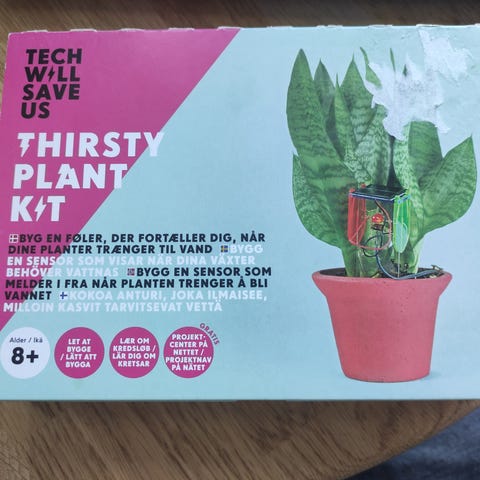 TECH
WILL
SAVE
US
THIRSTY
PLANT
KIT
BYG EN FØLER, DER FORTÆLLER DIG, NÅR
DINE PLANTER TRÆNGER TIL VAND BYGG
EN SENSOR SOM VISAR NÄR DINA VÄXTER
BEHÖVER VATTNAS BYGG EN SENSOR SOM
MELDER I FRA NÅR PLANTEN TRENGER Å BLI
VANNET KOKOA ANTURI, JOKA ILMAISEE,
MILLOIN KASVIT TARVITSEVAT VETTÄ
Alder / Ikä
8+
LET AT
BYGGE /
LÄTT ATT
BYGGA
LÆR OM
KREDSLØB /
LÄR DIG OM
KRETSAR
GRATIS
PROJEKT-
CENTER PÅ
NETTET /
PROJEKTNAV
PÅ NÄTET